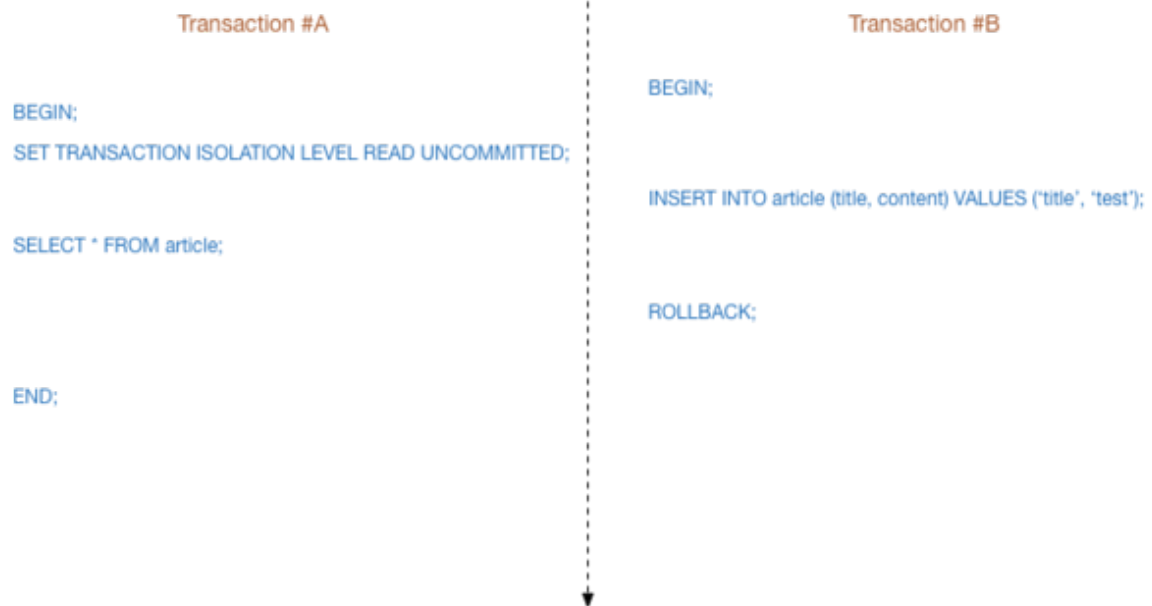 Transaction #A
BEGIN;
SET TRANSACTION ISOLATION LEVEL READ UNCOMMITTED;
SELECT * FROM article;
END;
Transaction #B
BEGIN;
INSERT INTO article (title, content) VALUES (‘title’, ‘test’);
ROLLBACK;